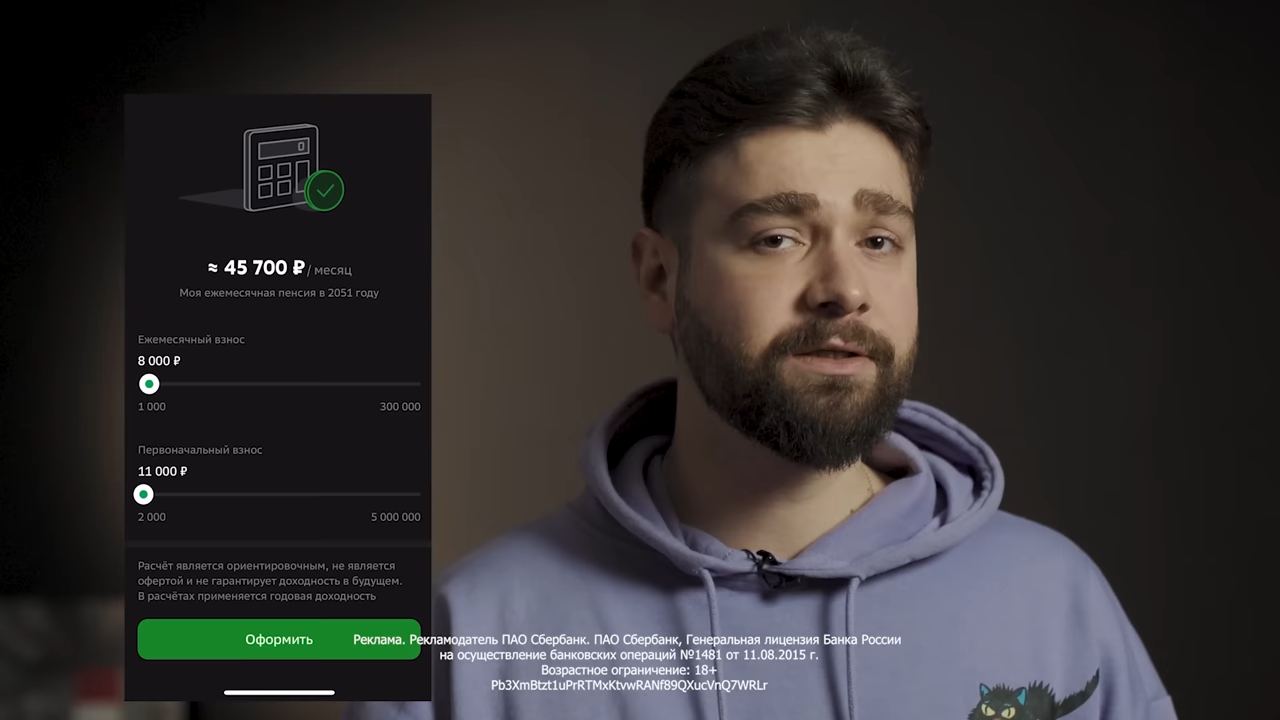 ≈ 45 700 ₽ / месяц
Моя ежемесячная пенсия в 2051 году
Ежемесячный взнос
8 000 ₽
1 000 300 000
Первоначальный взнос
11 000 ₽
2 000 5 000 000
Расчёт является ориентировочным, не является
офертой и не гарантирует доходность в будущем.
В расчётах применяется годовая доходность
Оформить
Реклама. Рекламодатель ПАО Сбербанк. ПАО Сбербанк, Генеральная лицензия Банка России
на осуществление банковских операций №1481 от 11.08.2015 г.
Возрастное ограничение: 18+
Pb3XmBtzt1uPrRTMxKtvwRANf89QXucVnQ7WRLr